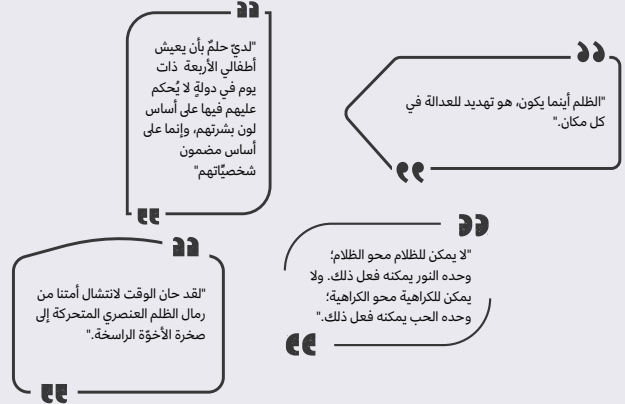 "الظلم أينما يكون، هو تهديد للعدالة في
كل مكان."
"لديّ حلمٌ بأن يعيش
أطفالي الأربعة ذات
يوم في دولةٍ لا يُحكم
عليهم فيها على أساس
لون بشرتهم، وإنما على
أساس مضمون
شخصيّاتهم"
"لا يمكن للظلام محو الظلام؛
وحده النور يمكنه فعل ذلك. ولا
يمكن للكراهية محو الكراهية؛
وحده الحب يمكنه فعل ذلك."
"لقد حان الوقت لانتشال أمتنا من
رمال الظلم العنصري المتحركة إلى
صخرة الأخوّة الراسخة."